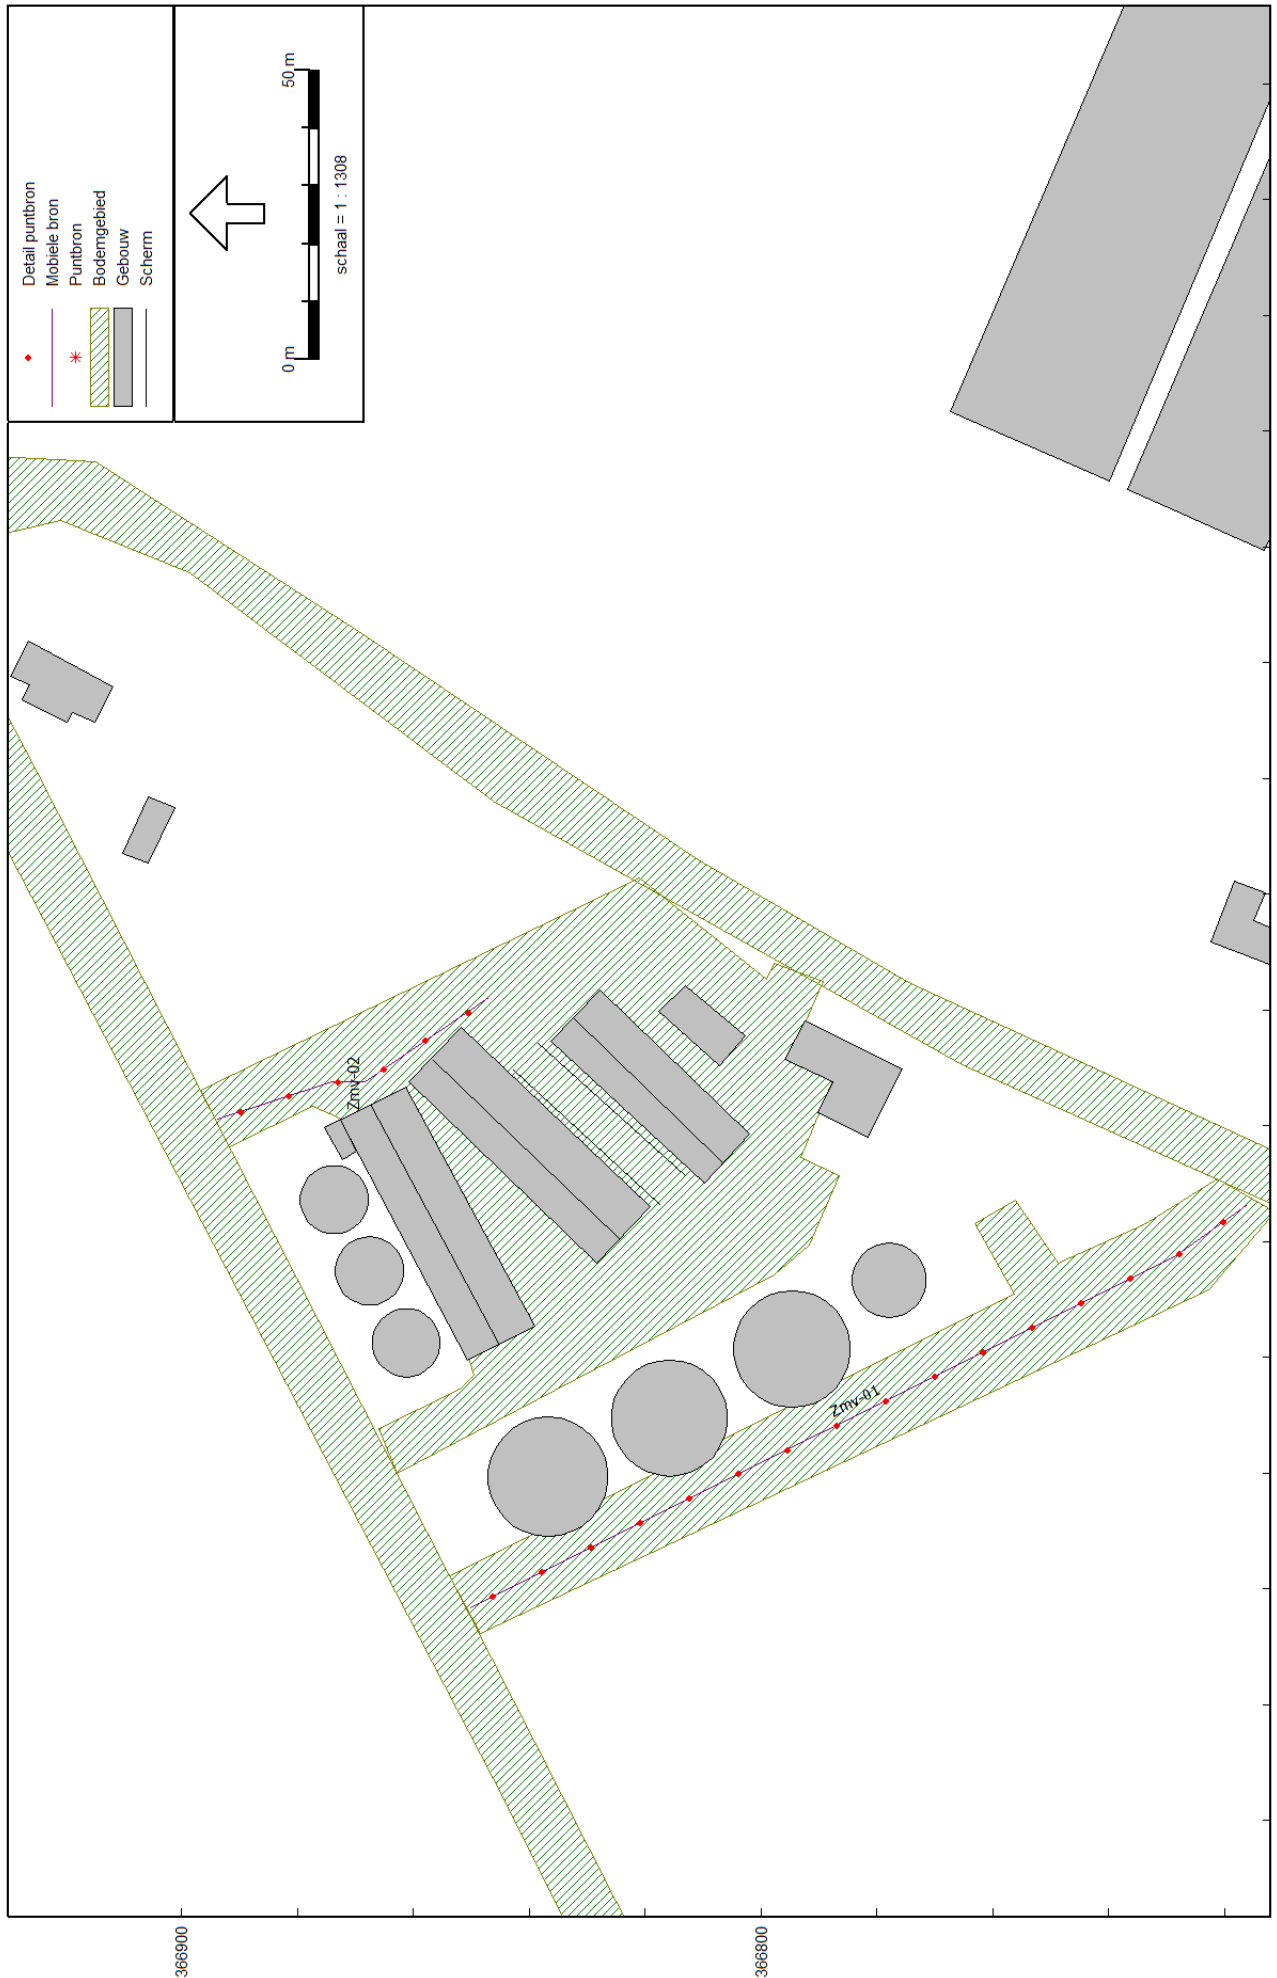 Detail puntbron
Mobiele bron
Puntbron
Bodemgebied
Gebouw
Scherm
0 m
50 m
schaal = 1 : 1308
Zmv-02
Zmv-01
366900
366800